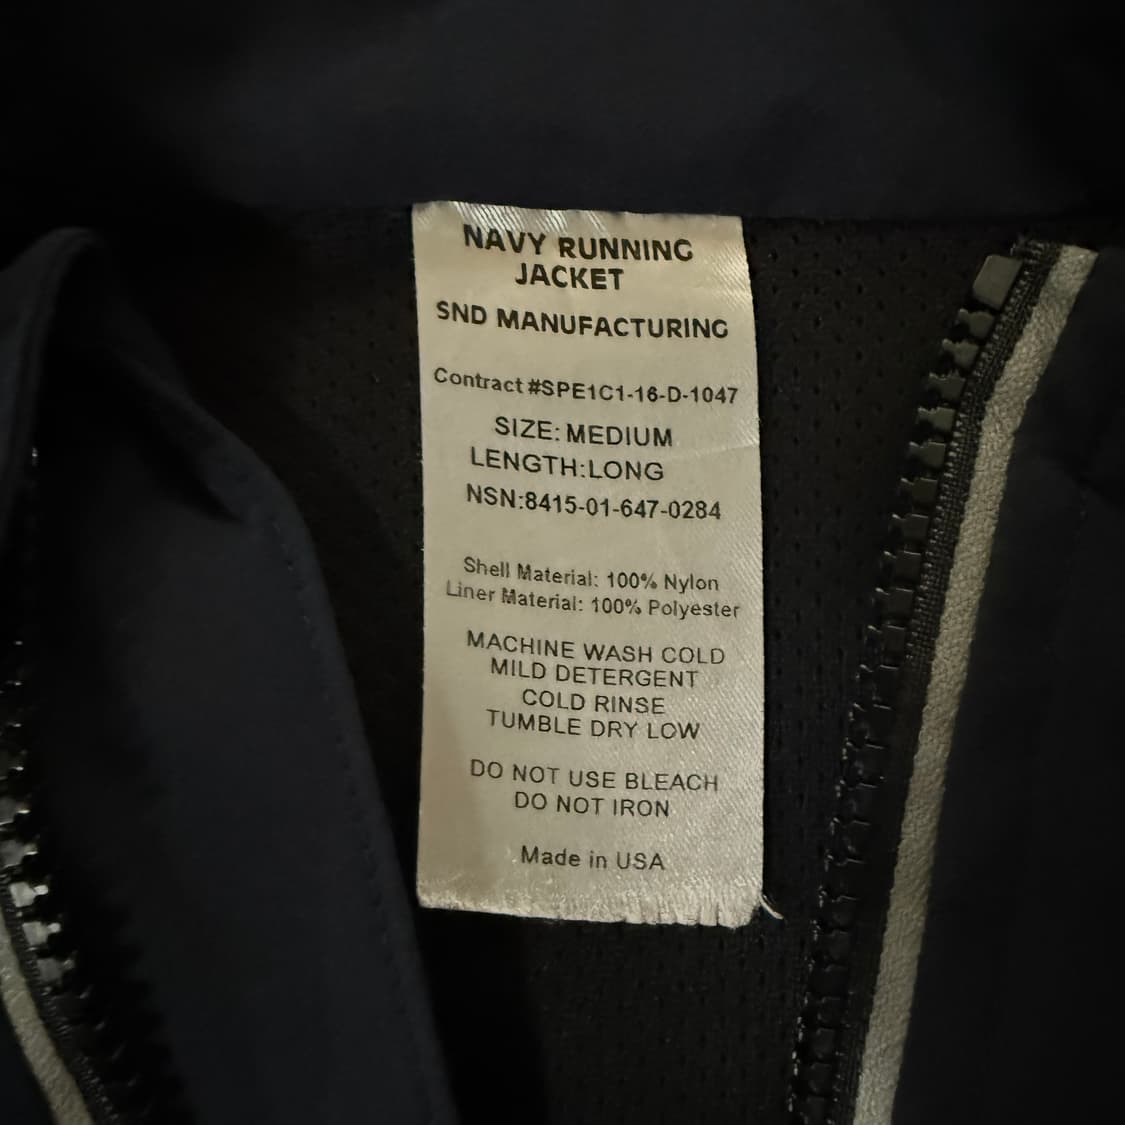 NAVY RUNNING
JACKET
SND MANUFACTURING
Contract #SPE1C1-16-D-1047
SIZE: MEDIUM
LENGTH:LONG
NSN:8415-01-647-0284
Shell Material: 100% Nylon
Liner Material: 100% Polyester
MACHINE WASH COLD
MILD DETERGENT
COLD RINSE
TUMBLE DRY LOW
DO NOT USE BLEACH
DO NOT IRON
Made in USA